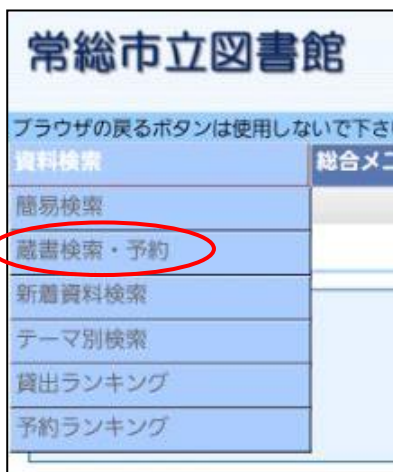 常総市立図書館
ブラウザの戻るボタンは使用しないで下さ
資料検索 総合メニ
簡易検索
蔵書検索・予約
新着資料検索
テーマ別検索
貸出ランキング
予約ランキング